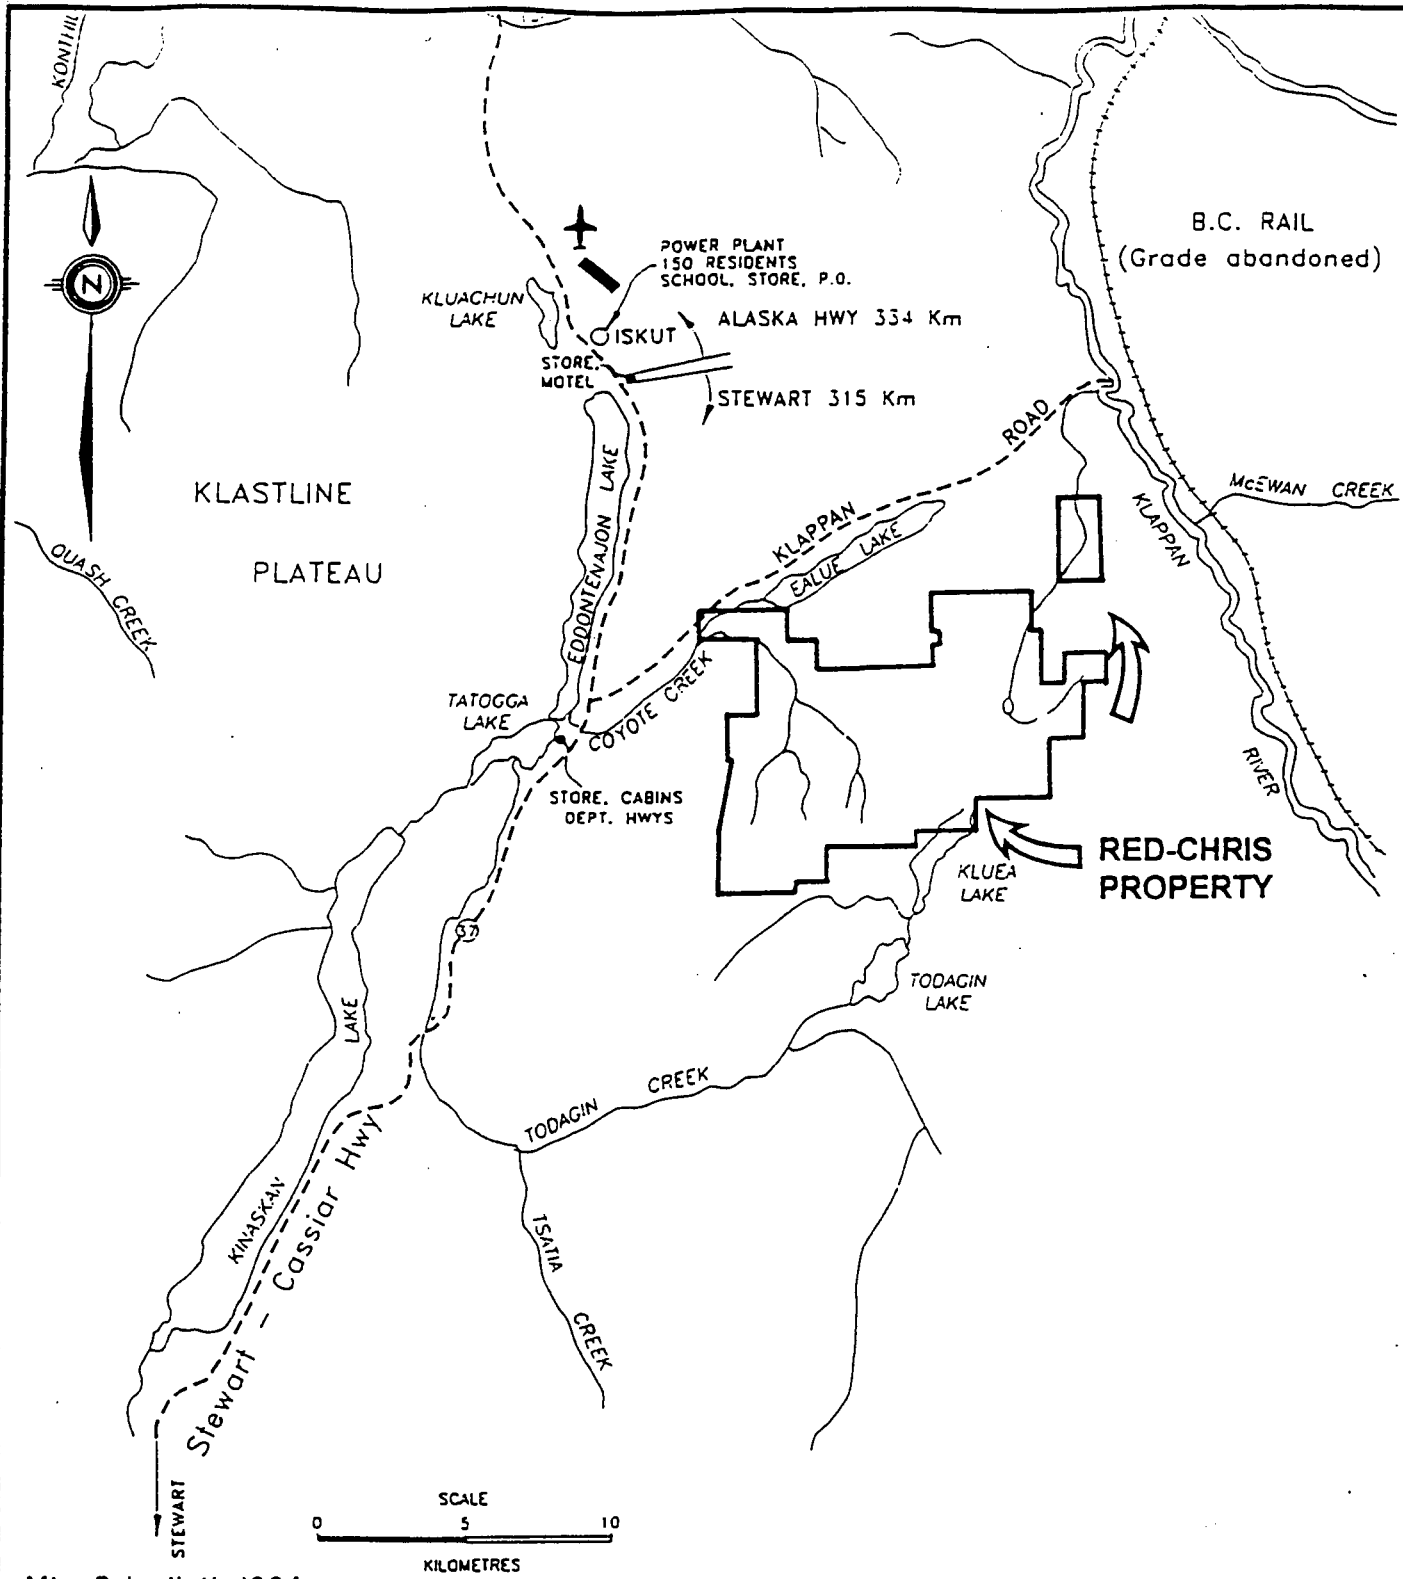 N
B.C. RAIL
(Grade abandoned)
POWER PLANT
150 RESIDENTS
SCHOOL, STORE, P.O.
KLUACHUN
LAKE
ISKUT
ALASKA HWY 334 Km
STORE,
MOTEL
STEWART 315 Km
ROAD
KLAPPAN
EALUE LAKE
EDDONTENAJON LAKE
KLASTLINE
PLATEAU
QUASH CREEK
McEWAN CREEK
KLAPPAN
RIVER
TATOGGA
LAKE
COYOTE CREEK
STORE, CABINS
DEPT. HWYS
RED-CHRIS
PROPERTY
KLUEA
LAKE
37
TODAGIN
LAKE
KINASKAN LAKE
TODAGIN CREEK
TSATIA CREEK
Stewart - Cassiar Hwy
STEWART
SCALE
0 5 10
KILOMETRES